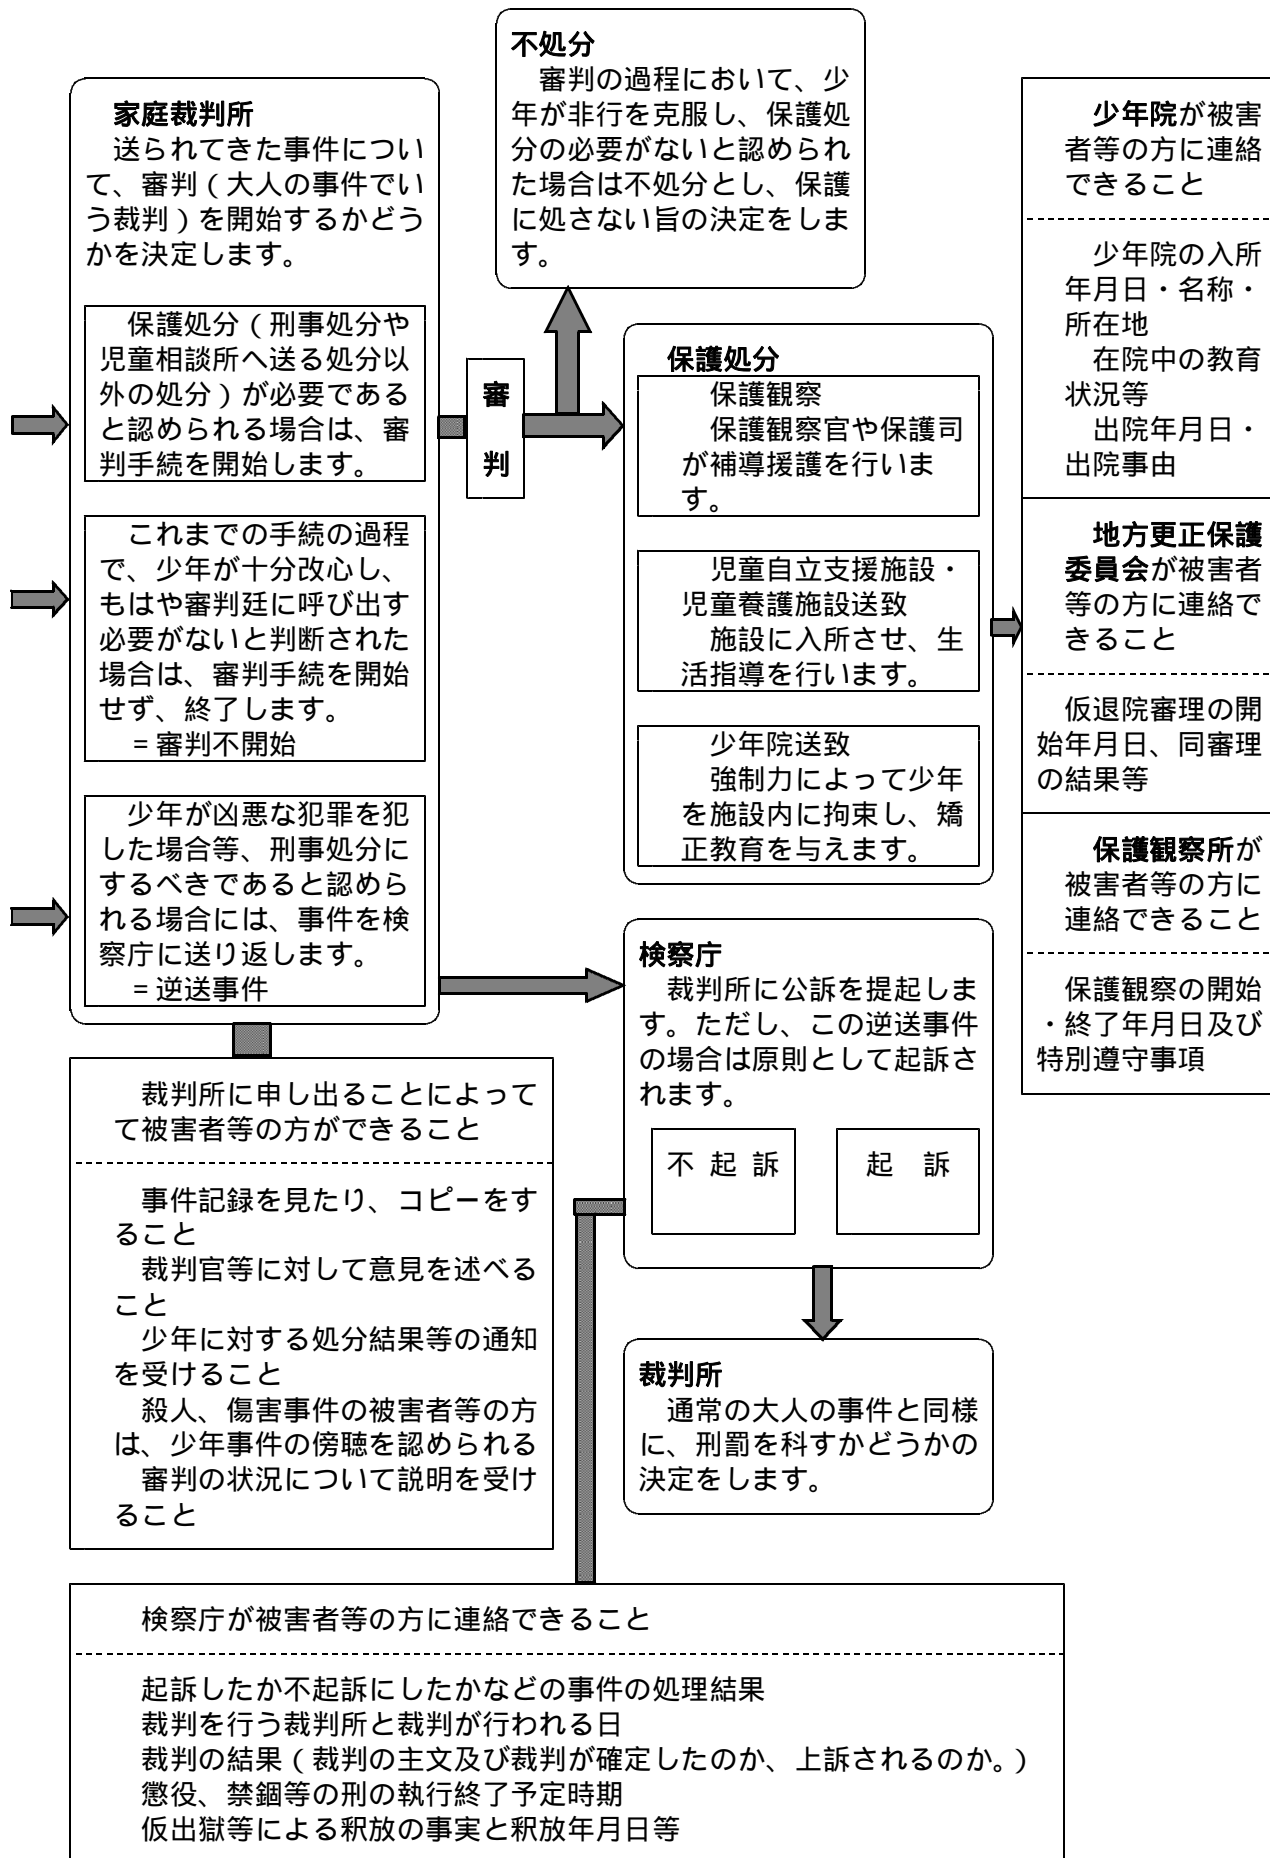 不処分
審判の過程において、少
年が非行を克服し、保護処
分の必要がないと認められ
た場合は不処分とし、保護
に処さない旨の決定をしま
す。
家庭裁判所
送られてきた事件につい
て、審判（大人の事件でい
う裁判）を開始するかどう
かを決定します。
保護処分（刑事処分や
児童相談所へ送る処分以
外の処分）が必要である
と認められる場合は、審
判手続を開始します。
これまでの手続の過程
で、少年が十分改心し、
もはや審判廷に呼び出す
必要がないと判断された
場合は、審判手続を開始
せず、終了します。
＝審判不開始
少年が凶悪な犯罪を犯
した場合等、刑事処分に
するべきであると認めら
れる場合には、事件を検
察庁に送り返します。
＝逆送事件
審
判
保護処分
保護観察
保護観察官や保護司
が補導援護を行いま
す。
児童自立支援施設・
児童養護施設送致
施設に入所させ、生
活指導を行います。
少年院送致
強制力によって少年
を施設内に拘束し、矯
正教育を与えます。
少年院が被害
者等の方に連絡
できること
少年院の入所
年月日・名称・
所在地
在院中の教育
状況等
出院年月日・
出院事由
地方更正保護
委員会が被害者
等の方に連絡で
きること
仮退院審理の開
始年月日、同審理
の結果等
保護観察所が
被害者等の方に
連絡できること
保護観察の開始
・終了年月日及び
特別遵守事項
検察庁
裁判所に公訴を提起しま
す。ただし、この逆送事件
の場合は原則として起訴さ
れます。
不起訴
起訴
裁判所
通常の大人の事件と同様
に、刑罰を科すかどうかの
決定をします。
裁判所に申し出ることによって
て被害者等の方ができること
事件記録を見たり、コピーをす
ること
裁判官等に対して意見を述べる
こと
少年に対する処分結果等の通知
を受けること
殺人、傷害事件の被害者等の方
は、少年事件の傍聴を認められる
審判の状況について説明を受け
ること
検察庁が被害者等の方に連絡できること
起訴したか不起訴にしたかなどの事件の処理結果
裁判を行う裁判所と裁判が行われる日
裁判の結果（裁判の主文及び裁判が確定したのか、上訴されるのか。）
懲役、禁錮等の刑の執行終了予定時期
仮出獄等による釈放の事実と釈放年月日等